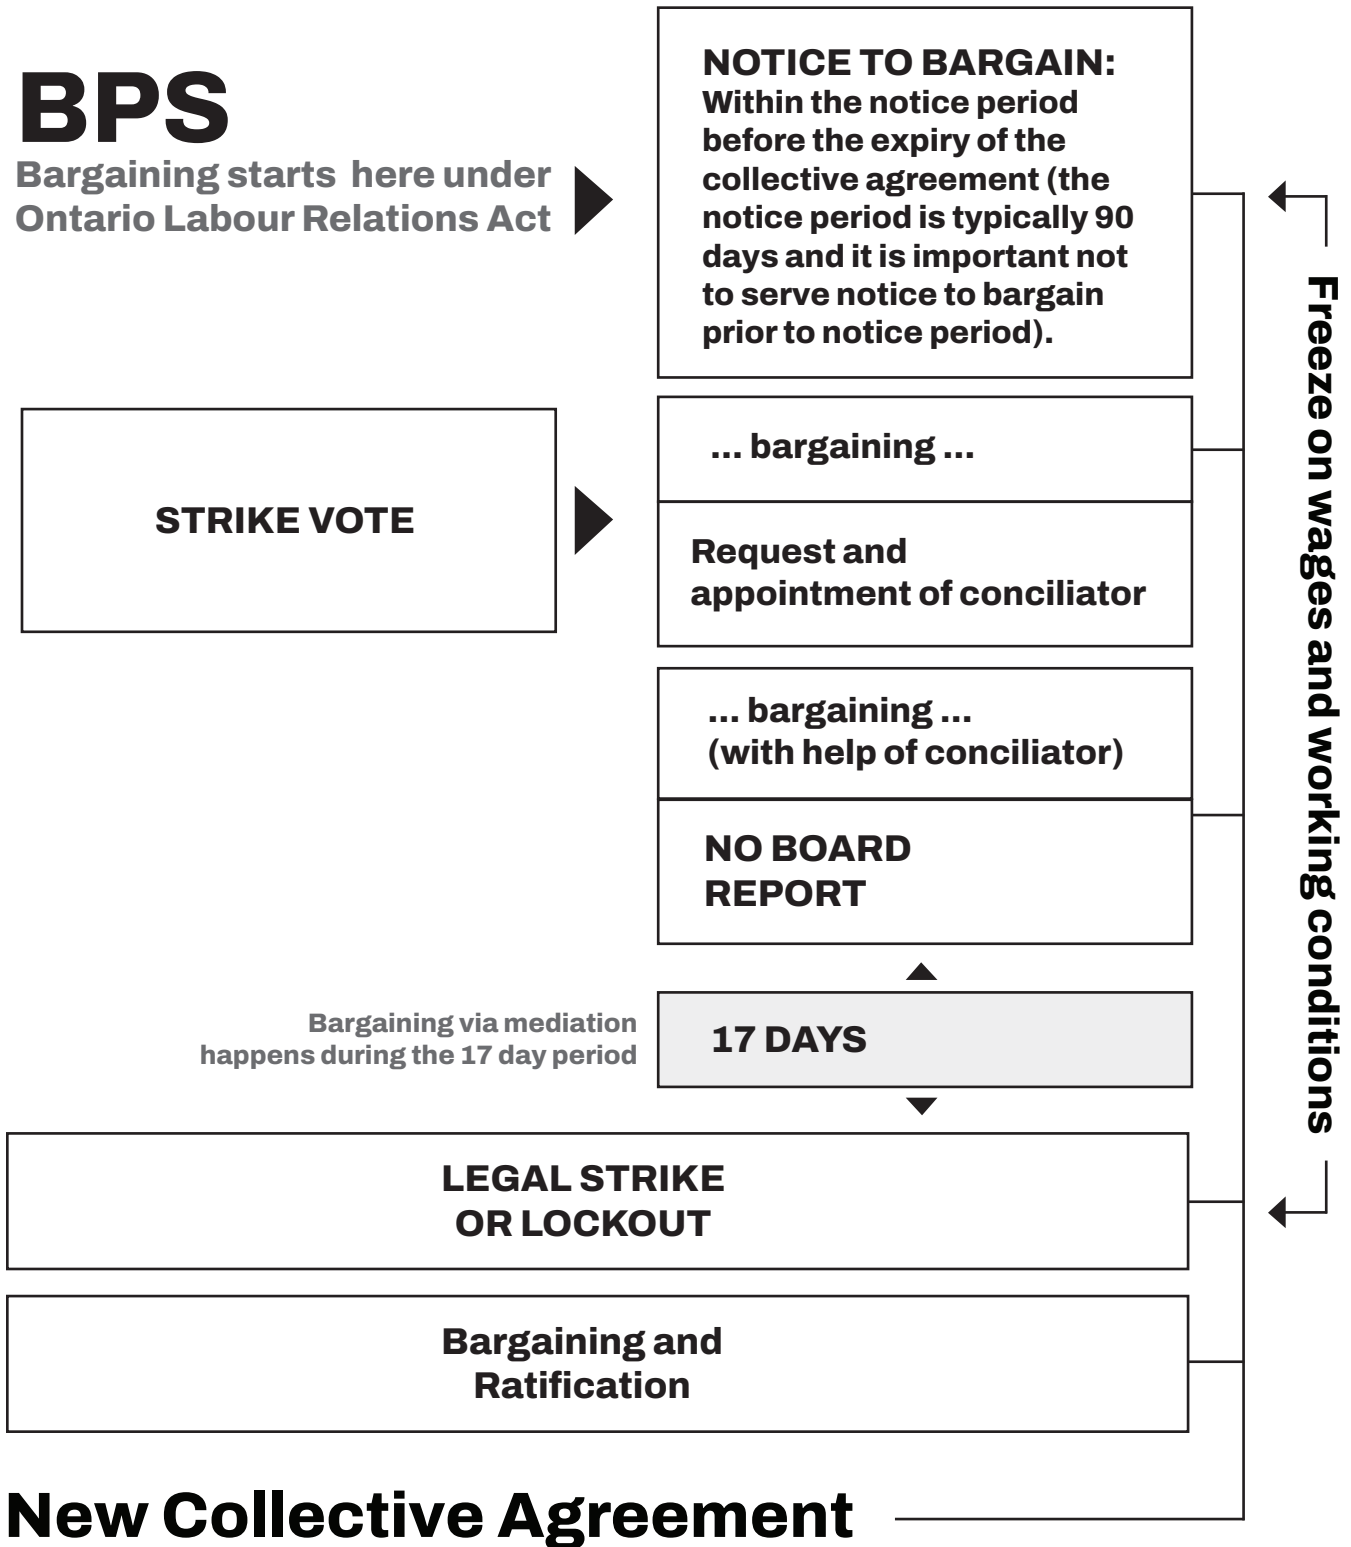 BPS
Bargaining starts here under
Ontario Labour Relations Act
NOTICE TO BARGAIN:
Within the notice period
before the expiry of the
collective agreement (the
notice period is typically 90
days and it is important not
to serve notice to bargain
prior to notice period).
STRIKE VOTE
... bargaining ...
Request and
appointment of conciliator
... bargaining ...
(with help of conciliator)
NO BOARD
REPORT
Bargaining via mediation
happens during the 17 day period
17 DAYS
LEGAL STRIKE
OR LOCKOUT
Bargaining and
Ratification
New Collective Agreement
Freeze on wages and working conditions